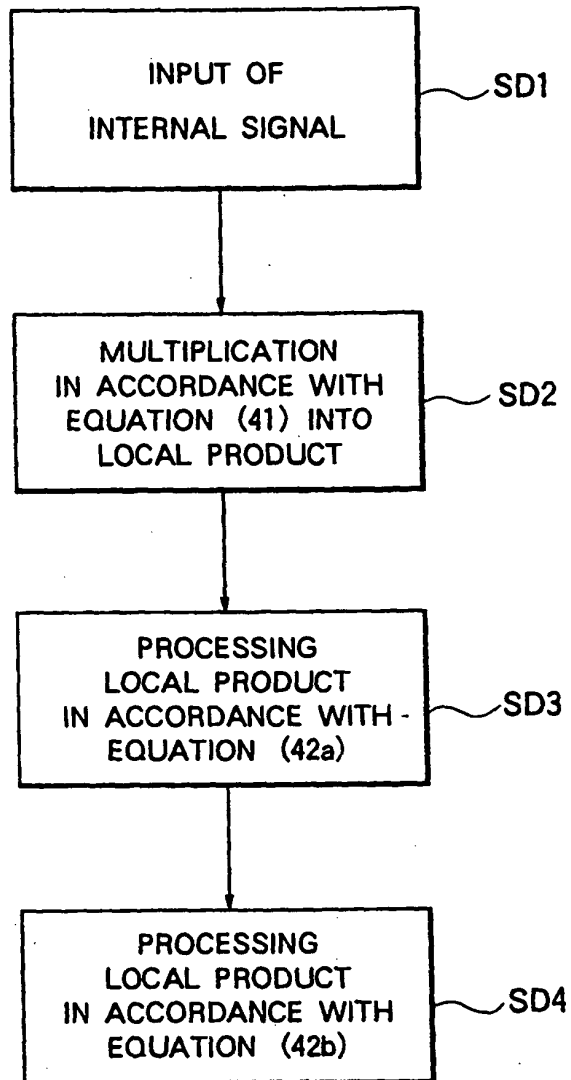 INPUT OF
INTERNAL SIGNAL
SD1
MULTIPLICATION
IN ACCORDANCE WITH
EQUATION (41) INTO
LOCAL PRODUCT
SD2
PROCESSING
LOCAL PRODUCT
IN ACCORDANCE WITH
EQUATION (42a)
SD3
PROCESSING
LOCAL PRODUCT
IN ACCORDANCE WITH
EQUATION (42b)
SD4